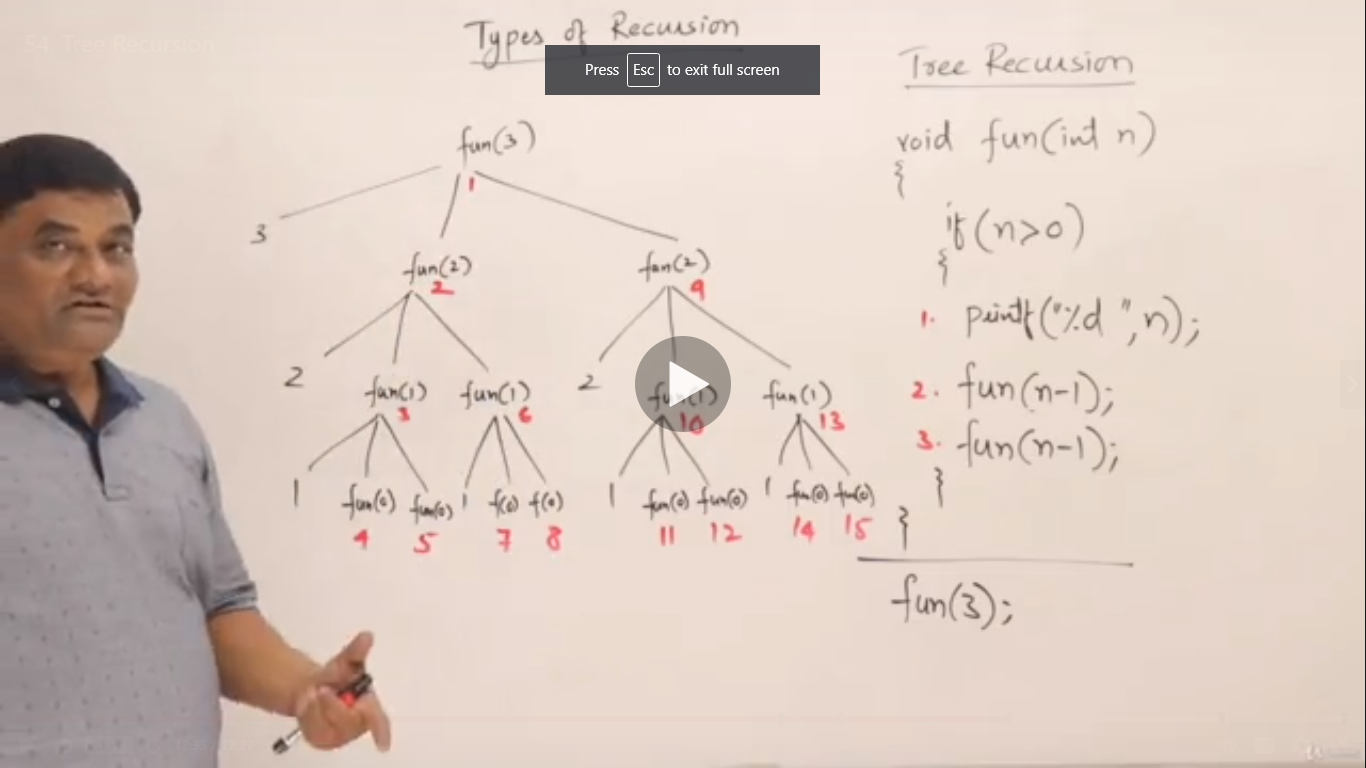 54. Tree Recursion
Types of Recursion
Press Esc to exit full screen
fun(3)
1
3
fun(2) fun(2)
2 9
2 fun(1) fun(1) 2 fun(1) fun(1)
3 6 10 13
1 fun(0) fun(0) 1 f(0) f(0) 1 fun(0) fun(0) 1 fun(0) fun(0)
4 5 7 8 11 12 14 15
Tree Recursion
void fun(int n)
{
if(n>0)
{
1. printf("%d ",n);
2. fun(n-1);
3. fun(n-1);
}
}
fun(3);